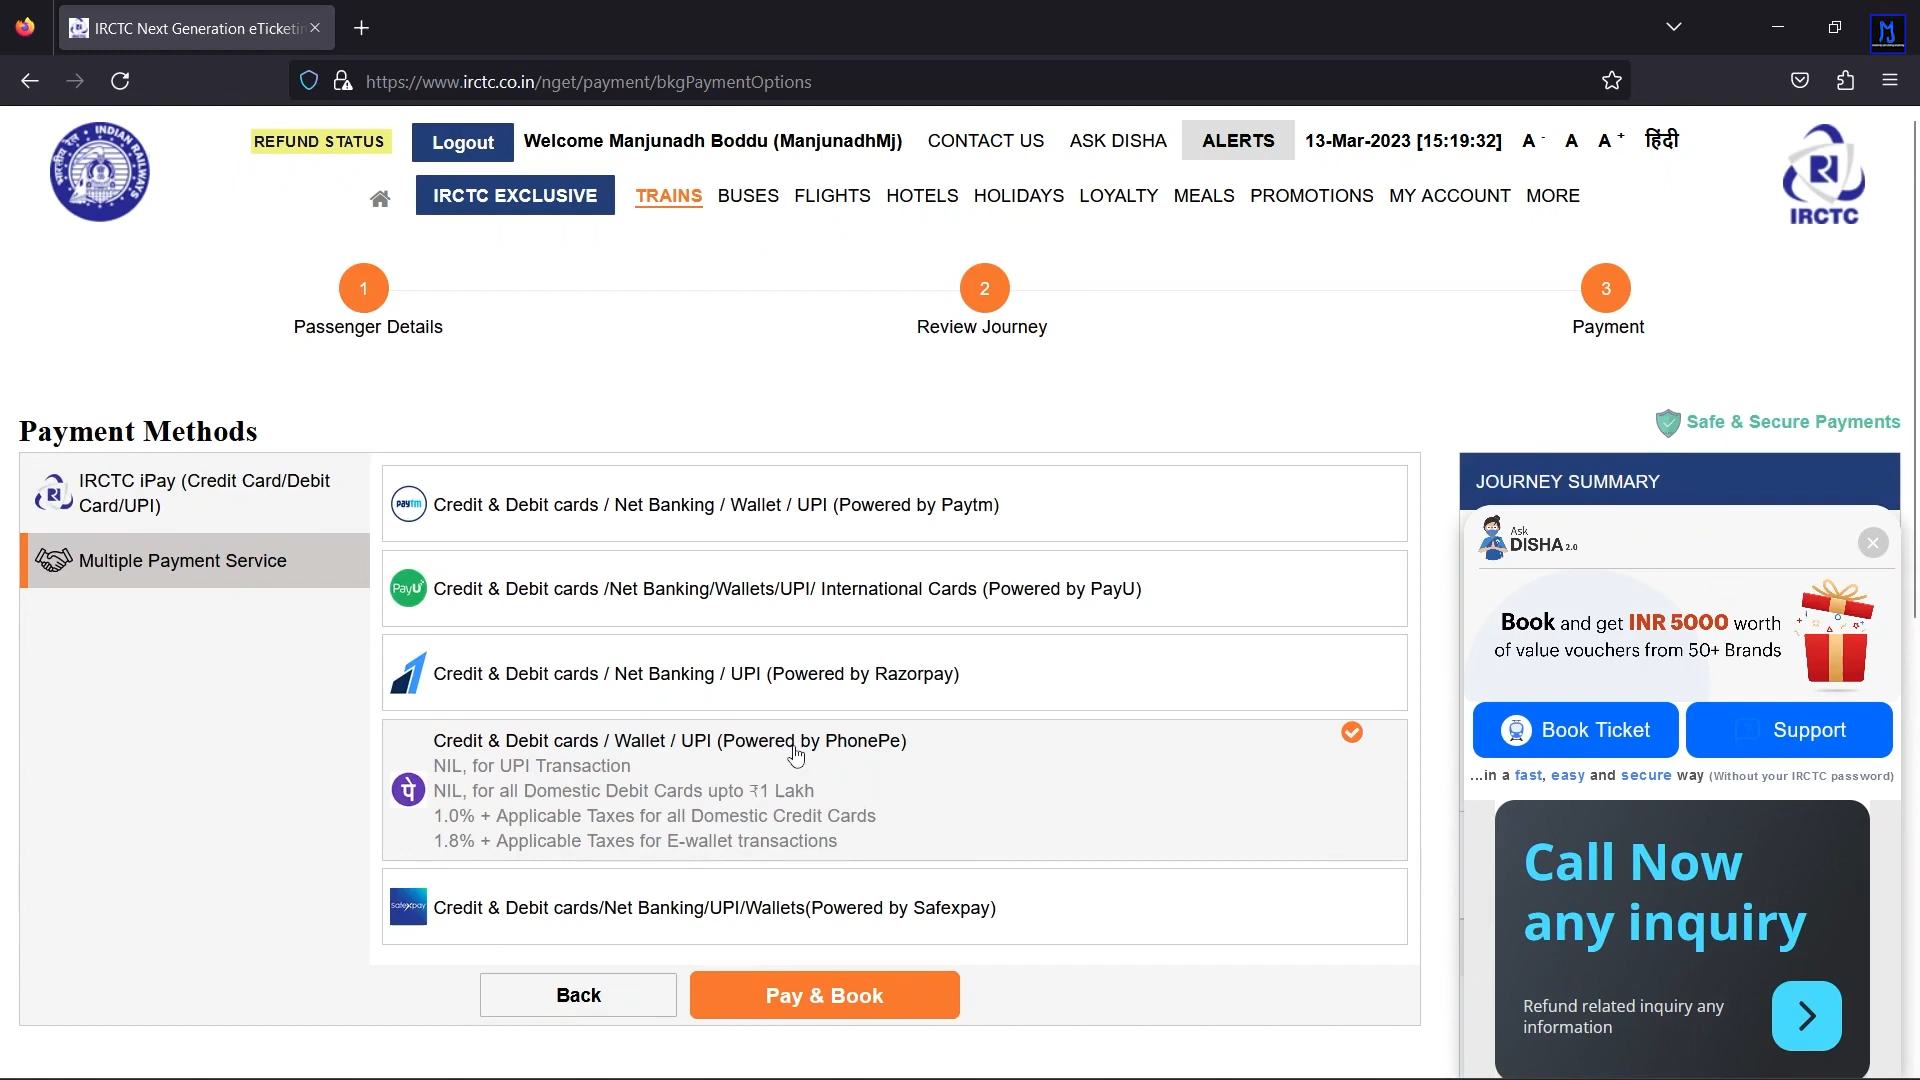 IRCTC Next Generation eTicketin
https://www.irctc.co.in/nget/payment/bkgPaymentOptions
REFUND STATUS
Logout
Welcome Manjunadh Boddu (ManjunadhMj)
CONTACT US
ASK DISHA
ALERTS
13-Mar-2023 [15:19:32]
A -
A
A +
हिंदी
IRCTC EXCLUSIVE
TRAINS
BUSES
FLIGHTS
HOTELS
HOLIDAYS
LOYALTY
MEALS
PROMOTIONS
MY ACCOUNT
MORE
IRCTC
1
Passenger Details
2
Review Journey
3
Payment
Payment Methods
Safe & Secure Payments
IRCTC iPay (Credit Card/Debit
Card/UPI)
Multiple Payment Service
paytm
Credit & Debit cards / Net Banking / Wallet / UPI (Powered by Paytm)
PayU
Credit & Debit cards /Net Banking/Wallets/UPI/ International Cards (Powered by PayU)
Credit & Debit cards / Net Banking / UPI (Powered by Razorpay)
Credit & Debit cards / Wallet / UPI (Powered by PhonePe)
NIL, for UPI Transaction
पे
NIL, for all Domestic Debit Cards upto ₹1 Lakh
1.0% + Applicable Taxes for all Domestic Credit Cards
1.8% + Applicable Taxes for E-wallet transactions
safexpay
Credit & Debit cards/Net Banking/UPI/Wallets(Powered by Safexpay)
Back
Pay & Book
JOURNEY SUMMARY
Ask
DISHA 2.0
Book and get INR 5000 worth
of value vouchers from 50+ Brands
Book Ticket
Support
...in a fast, easy and secure way (Without your IRCTC password)
Call Now
any inquiry
Refund related inquiry any
information